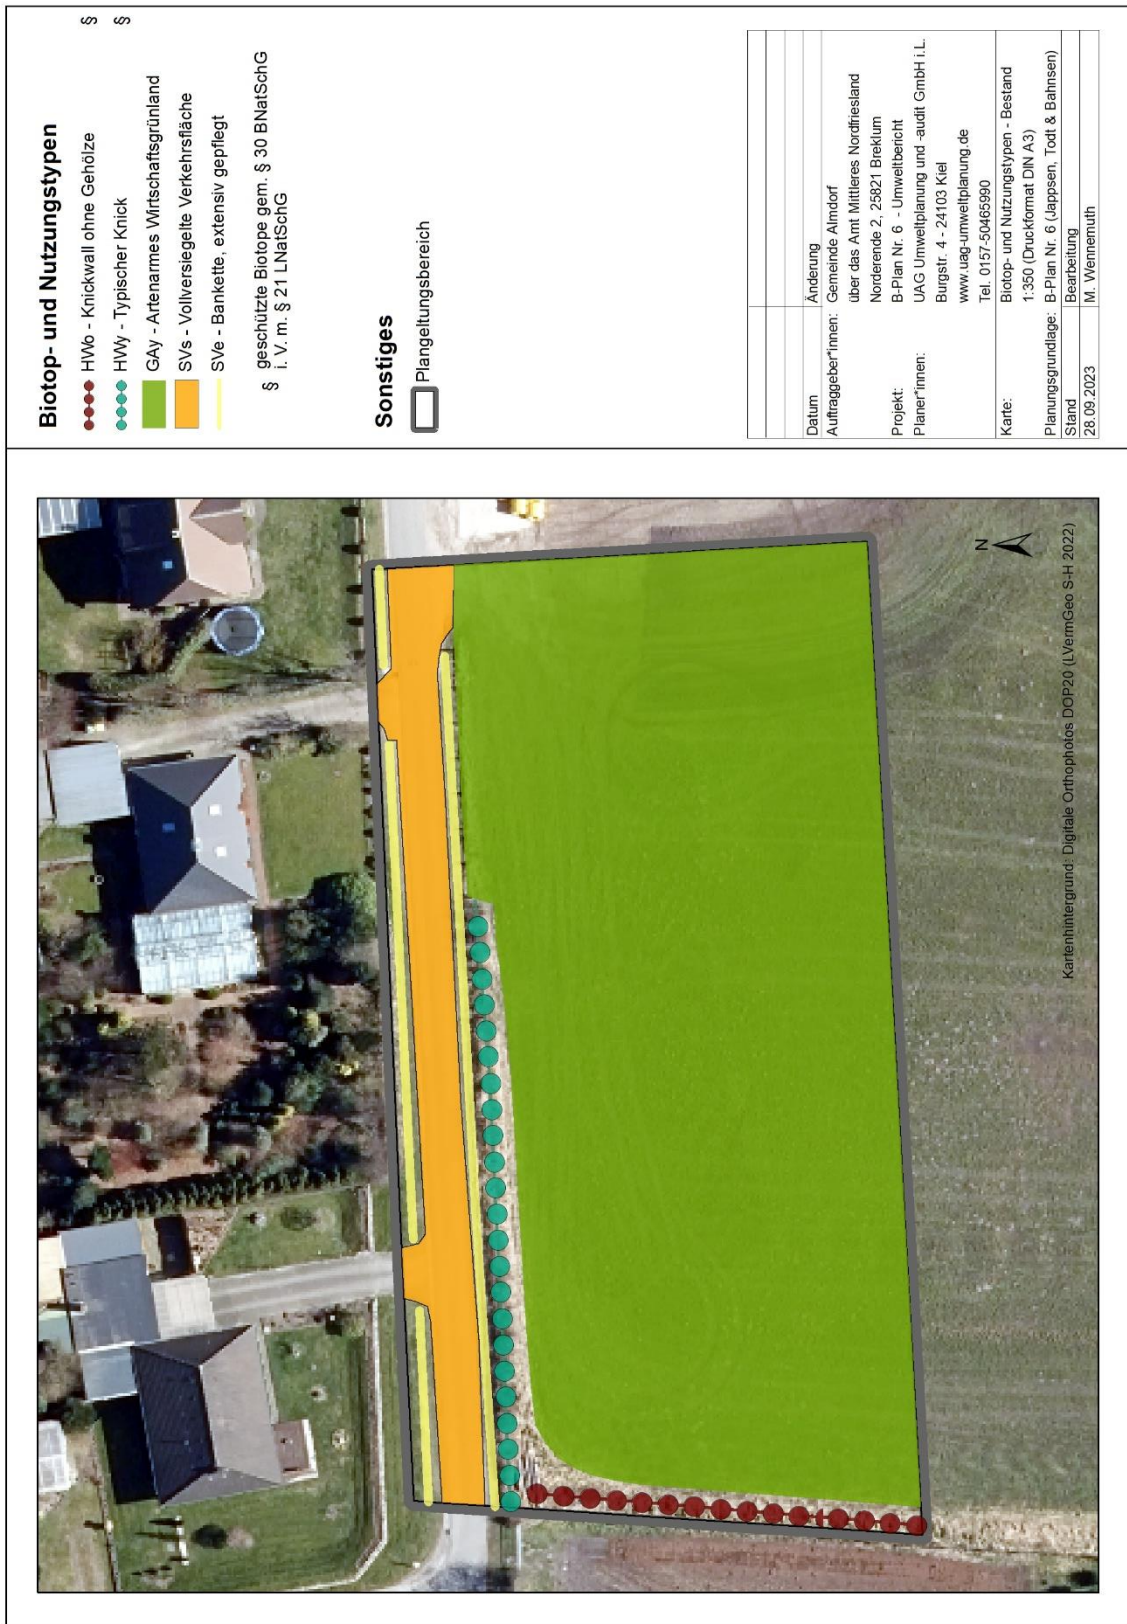 Biotop- und Nutzungstypen
HWo - Knickwall ohne Gehölze §
HWy - Typischer Knick §
GAy - Artenarmes Wirtschaftsgrünland
SVs - Vollversiegelte Verkehrsfläche
SVe - Bankette, extensiv gepflegt
§ geschützte Biotope gem. § 30 BNatSchG
i. V. m. § 21 LNatSchG
Sonstiges
Plangeltungsbereich
Datum Änderung
Auftraggeber*innen: Gemeinde Almdorf
über das Amt Mittleres Nordfriesland
Norderende 2, 25821 Breklum
Projekt: B-Plan Nr. 6 - Umweltbericht
Planer*innen: UAG Umweltplanung und -audit GmbH i.L.
Burgstr. 4 - 24103 Kiel
www.uag-umweltplanung.de
Tel. 0157-50465990
Karte: Biotop- und Nutzungstypen - Bestand
1:350 (Druckformat DIN A3)
Planungsgrundlage: B-Plan Nr. 6 (Jappsen, Todt & Bahnsen)
Stand Bearbeitung
28.09.2023 M. Wennemuth
N
Kartenhintergrund: Digitale Orthophotos DOP20 (LVermGeo S-H 2022)